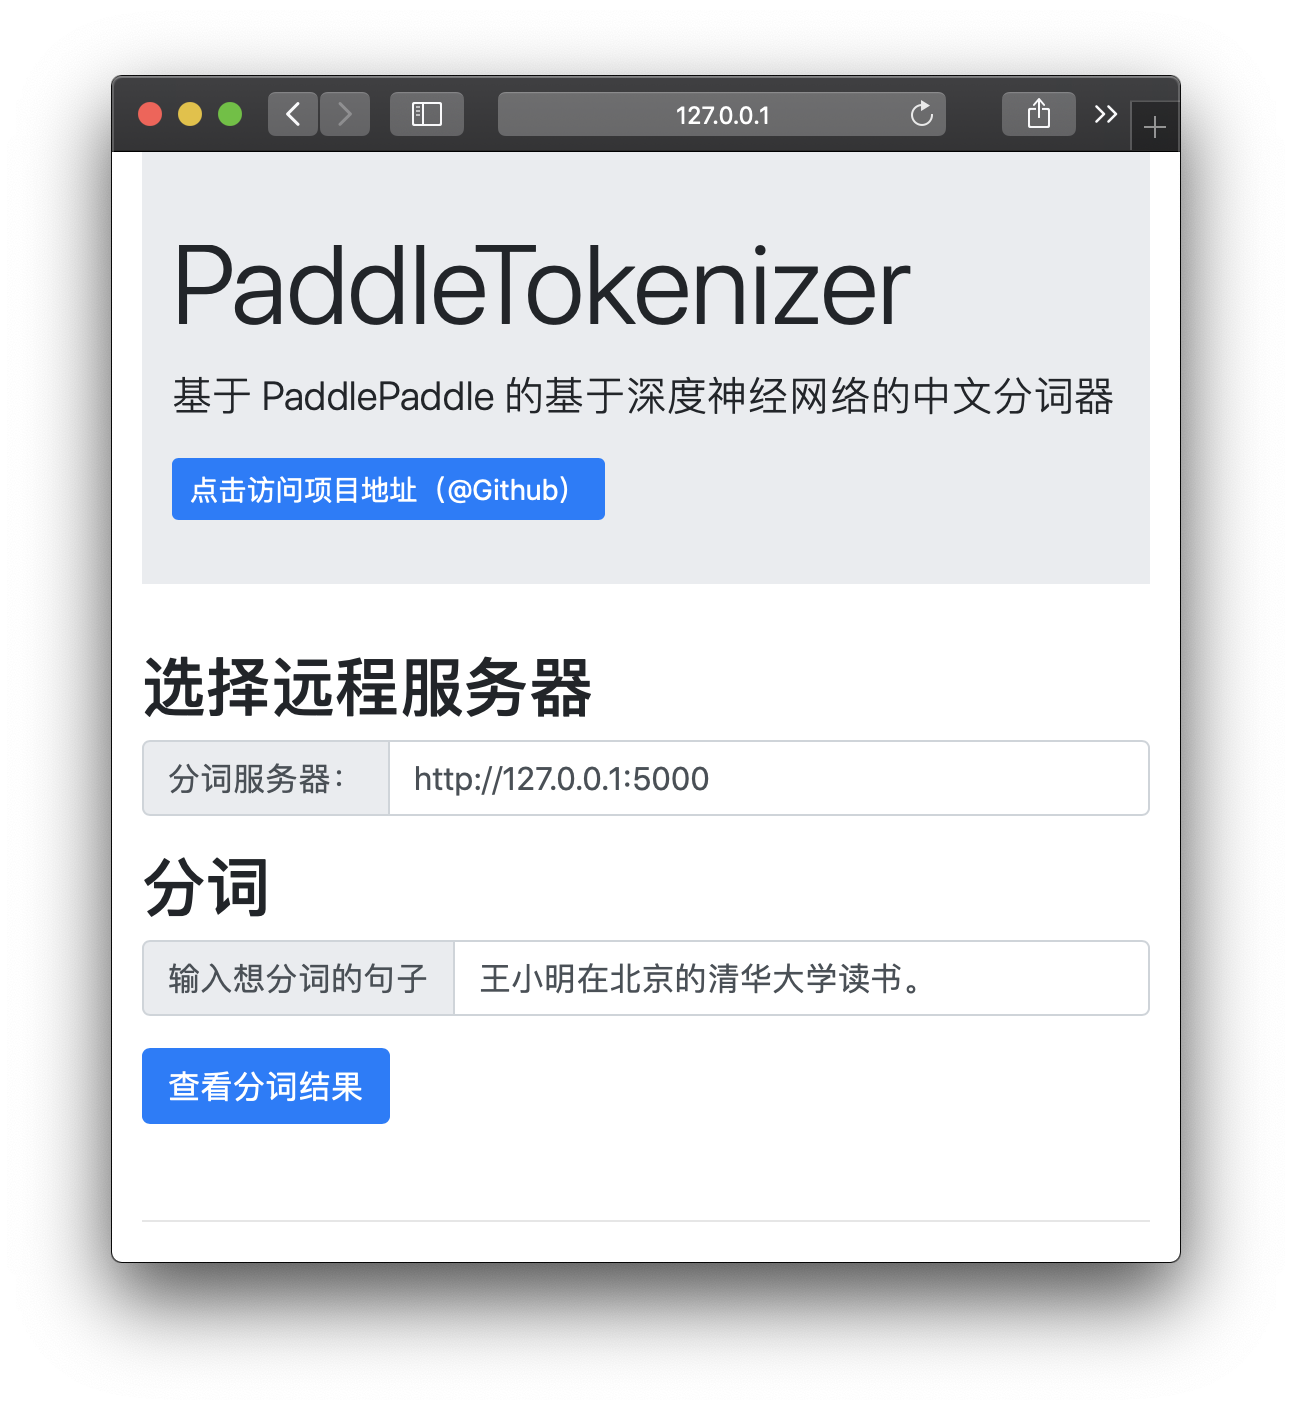 127.0.0.1
PaddleTokenizer
基于 PaddlePaddle 的基于深度神经网络的中文分词器
点击访问项目地址（@Github）
选择远程服务器
分词服务器：
http://127.0.0.1:5000
分词
输入想分词的句子
王小明在北京的清华大学读书。
查看分词结果